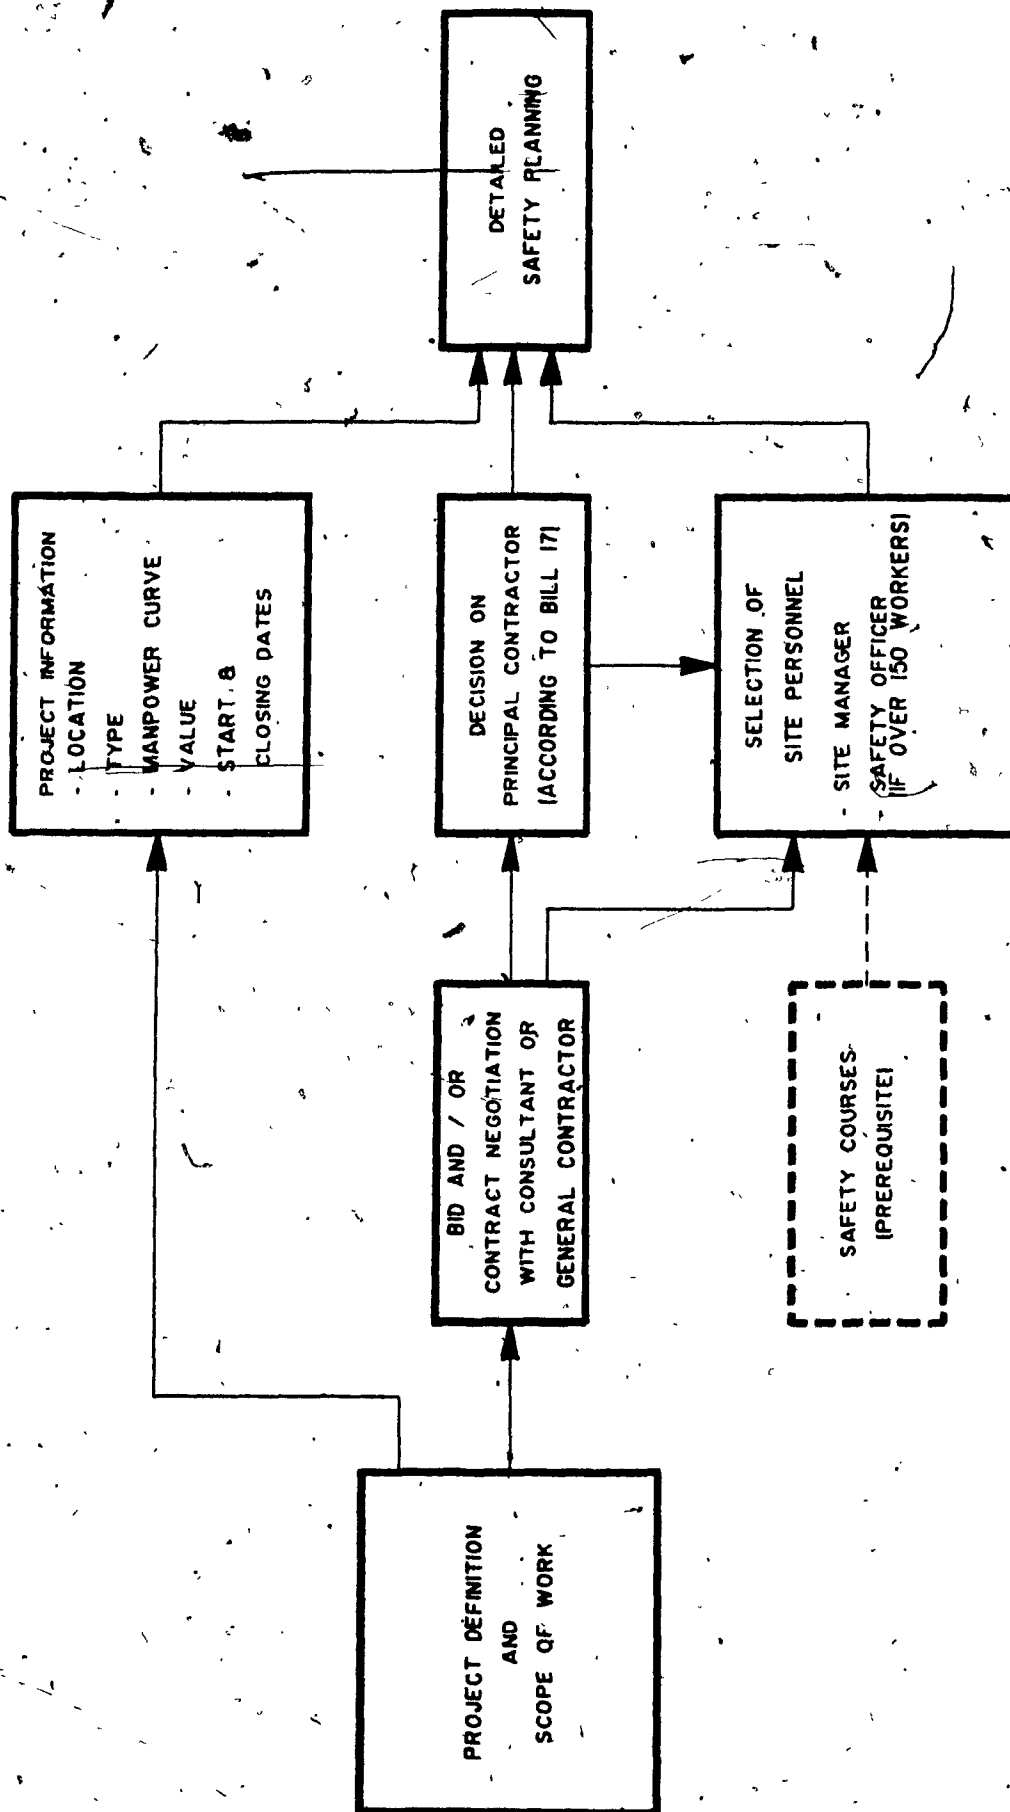 PROJECT DEFINITION
AND
SCOPE OF WORK
PROJECT INFORMATION
- LOCATION
- TYPE
- MANPOWER CURVE
- VALUE
- START &
CLOSING DATES
BID AND / OR
CONTRACT NEGOTIATION
WITH CONSULTANT OR
GENERAL CONTRACTOR
DECISION ON
PRINCIPAL CONTRACTOR
(ACCORDING TO BILL 17)
SAFETY COURSES
(PREREQUISITE)
SELECTION OF
SITE PERSONNEL
- SITE MANAGER
- SAFETY OFFICER
(IF OVER 150 WORKERS)
DETAILED
SAFETY PLANNING